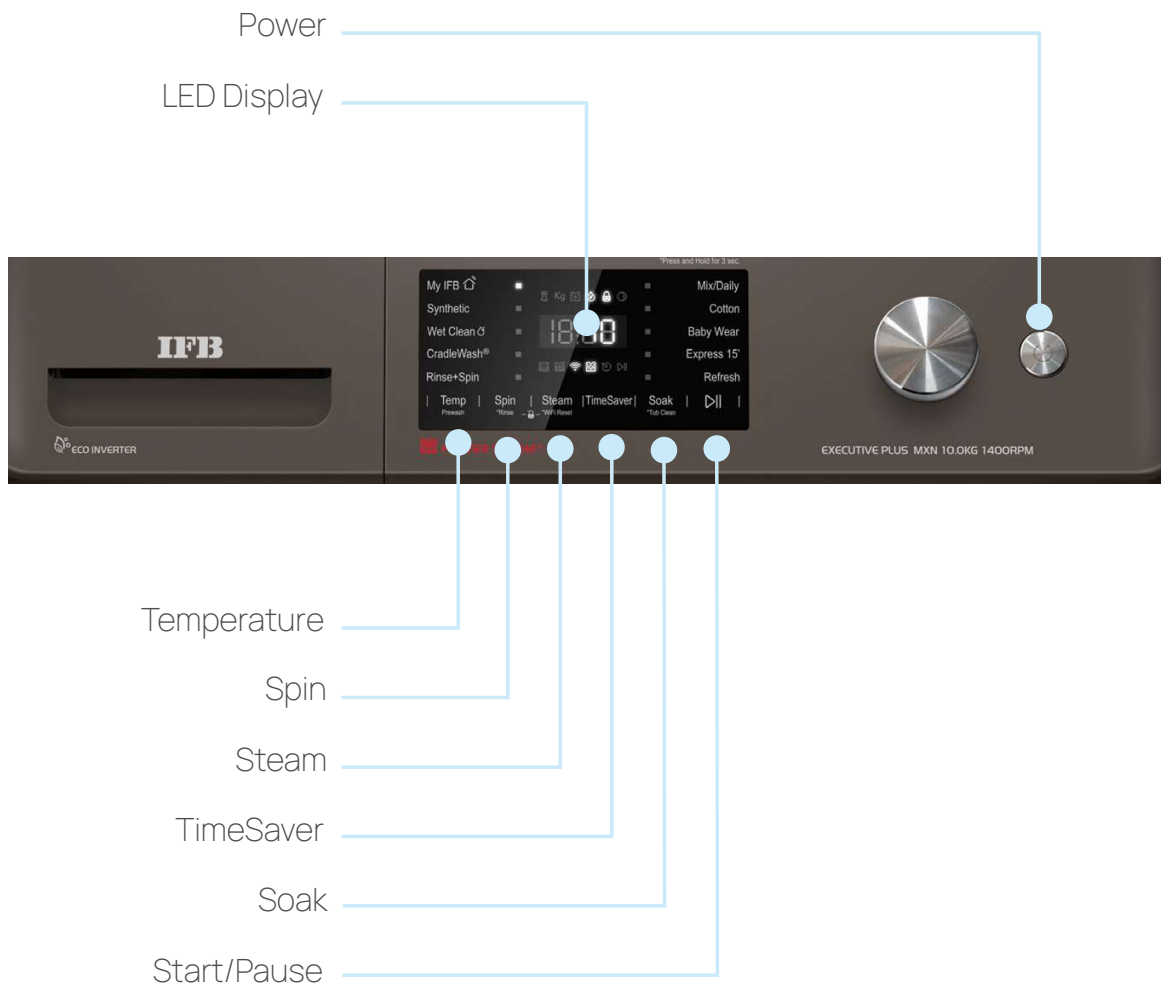 Power
LED Display
*Press and Hold for 3 sec.
My IFB
Mix/Daily
Kg
Synthetic
Cotton
Wet Clean
Baby Wear
IFB
CradleWash®
Express 15'
Rinse+Spin
Refresh
| Temp | Spin | Steam |TimeSaver| Soak | ▷|| |
Prewash *Rinse *WiFi Reset *Tub Clean
ECO INVERTER
EXECUTIVE PLUS MXN 10.0KG 1400RPM
Temperature
Spin
Steam
TimeSaver
Soak
Start/Pause